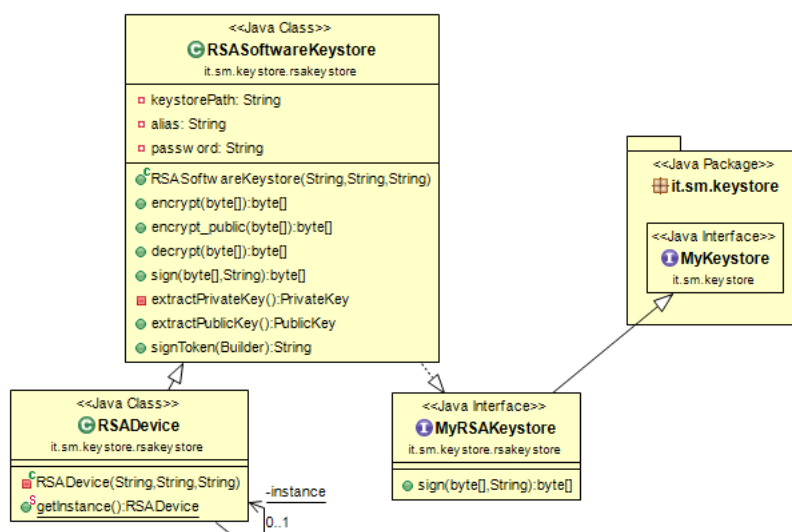 <<Java Class>>
RSASoftwareKeystore
it.sm.keystore.rsakeystore
keystorePath: String
alias: String
password: String
RSASoftwareKeystore(String,String,String)
encrypt(byte[]):byte[]
encrypt_public(byte[]):byte[]
decrypt(byte[]):byte[]
sign(byte[],String):byte[]
extractPrivateKey():PrivateKey
extractPublicKey():PublicKey
signToken(Builder):String
<<Java Package>>
it.sm.keystore
<<Java Interface>>
MyKeystore
it.sm.keystore
<<Java Class>>
RSADevice
it.sm.keystore.rsakeystore
RSADevice(String,String,String)
getInstance():RSADevice
-instance
0..1
<<Java Interface>>
MyRSAKeystore
it.sm.keystore.rsakeystore
sign(byte[],String):byte[]